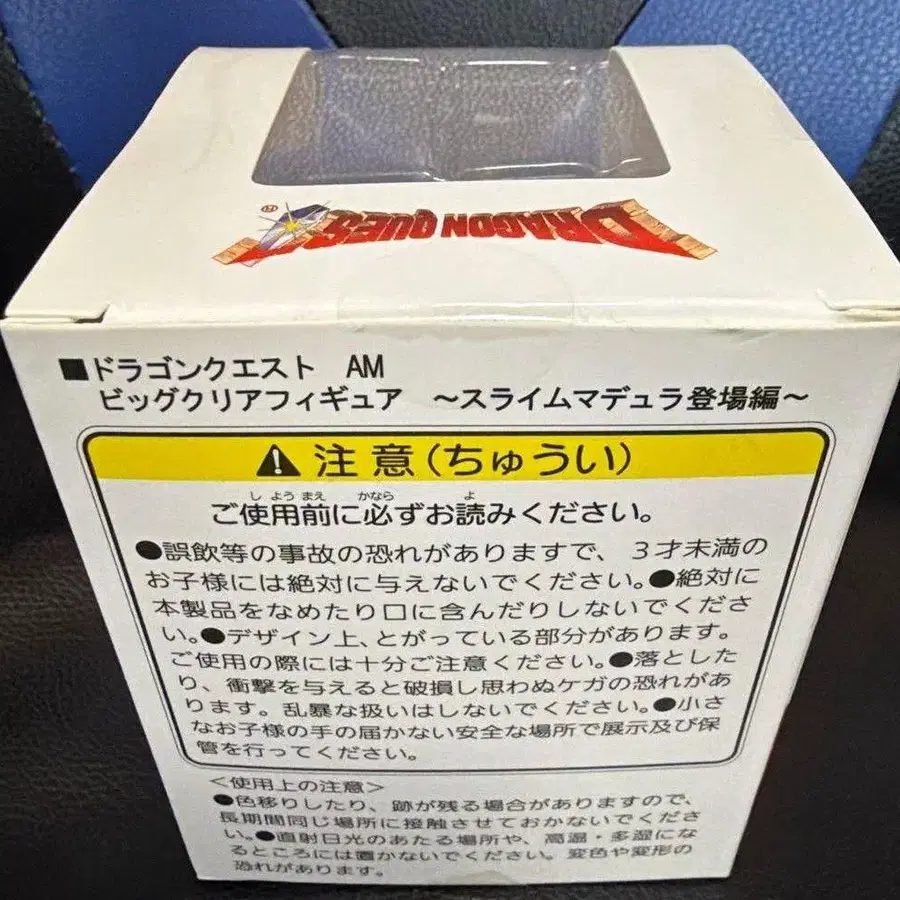 DRAGON QUEST®
■ドラゴンクエスト AM
ビッグクリアフィギュア ～スライムマデュラ登場編～
注意(ちゅうい)
ご使用前に必ずお読みください。
しようまえ かなら よ
●誤飲等の事故の恐れがありますで、３才未満の
お子様には絶対に与えないでください。●絶対に
本製品をなめたり口に含んだりしないでくださ
い。●デザイン上、とがっている部分があります。
ご使用の際には十分ご注意ください。●落とした
り、衝撃を与えると破損し思わぬケガの恐れがあ
ります。乱暴な扱いはしないでください。●小さ
なお子様の手の届かない安全な場所で展示及び保
管を行ってください。
＜使用上の注意＞
●色移りしたり、跡が残る場合がありますので、
長期間同じ場所に接触させておかないでくださ
い。●直射日光のあたる場所や、高温・多湿にな
るところには置かないでください。変色や変形の
恐れがあります。